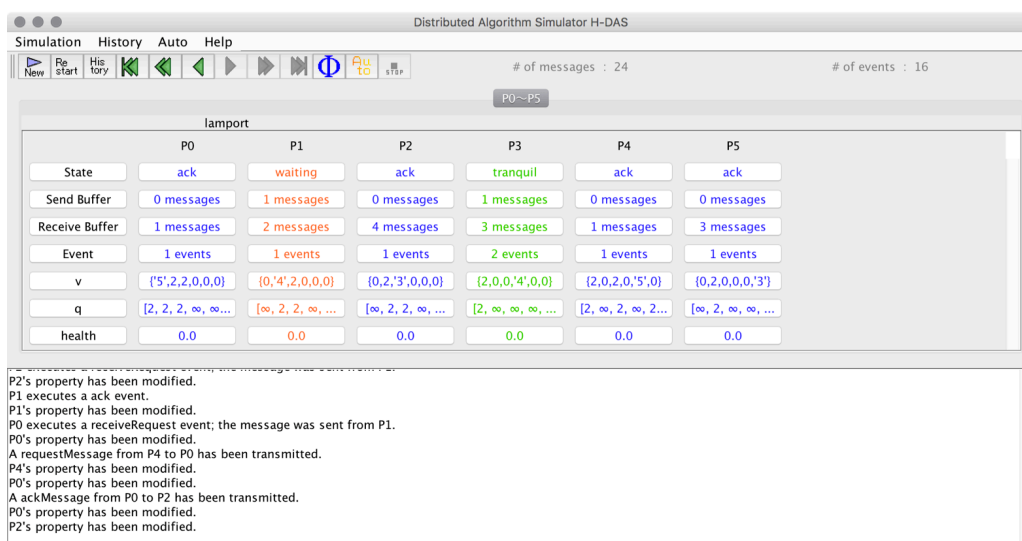 Distributed Algorithm Simulator H-DAS
Simulation History Auto Help
New Re start His tory Φ Au to STOP # of messages : 24 # of events : 16
P0~P5
lamport
P0 P1 P2 P3 P4 P5
State ack waiting ack tranquil ack ack
Send Buffer 0 messages 1 messages 0 messages 1 messages 0 messages 0 messages
Receive Buffer 1 messages 2 messages 4 messages 3 messages 1 messages 3 messages
Event 1 events 1 events 1 events 2 events 1 events 1 events
v {'5',2,2,0,0,0} {0,'4',2,0,0,0} {0,2,'3',0,0,0} {2,0,0,'4',0,0} {2,0,2,0,'5',0} {0,2,0,0,0,'3'}
q [2, 2, 2, ∞, ∞... [∞, 2, 2, ∞, ... [∞, 2, 2, ∞, ... [2, ∞, ∞, ∞, ... [2, ∞, 2, ∞, 2... [∞, 2, ∞, ∞, ...
health 0.0 0.0 0.0 0.0 0.0 0.0
P2's property has been modified.
P1 executes a ack event.
P1's property has been modified.
P0 executes a receiveRequest event; the message was sent from P1.
P0's property has been modified.
A requestMessage from P4 to P0 has been transmitted.
P4's property has been modified.
P0's property has been modified.
A ackMessage from P0 to P2 has been transmitted.
P0's property has been modified.
P2's property has been modified.